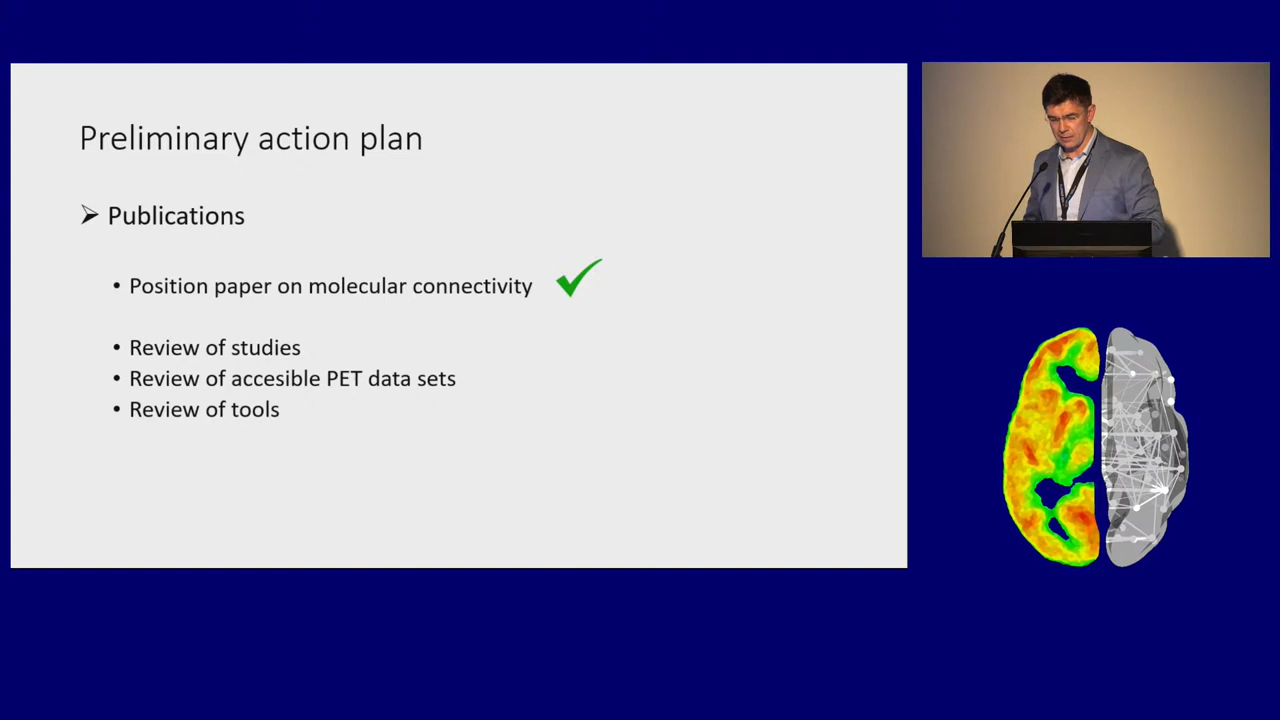 Preliminary action plan
➢ Publications
• Position paper on molecular connectivity
• Review of studies
• Review of accesible PET data sets
• Review of tools